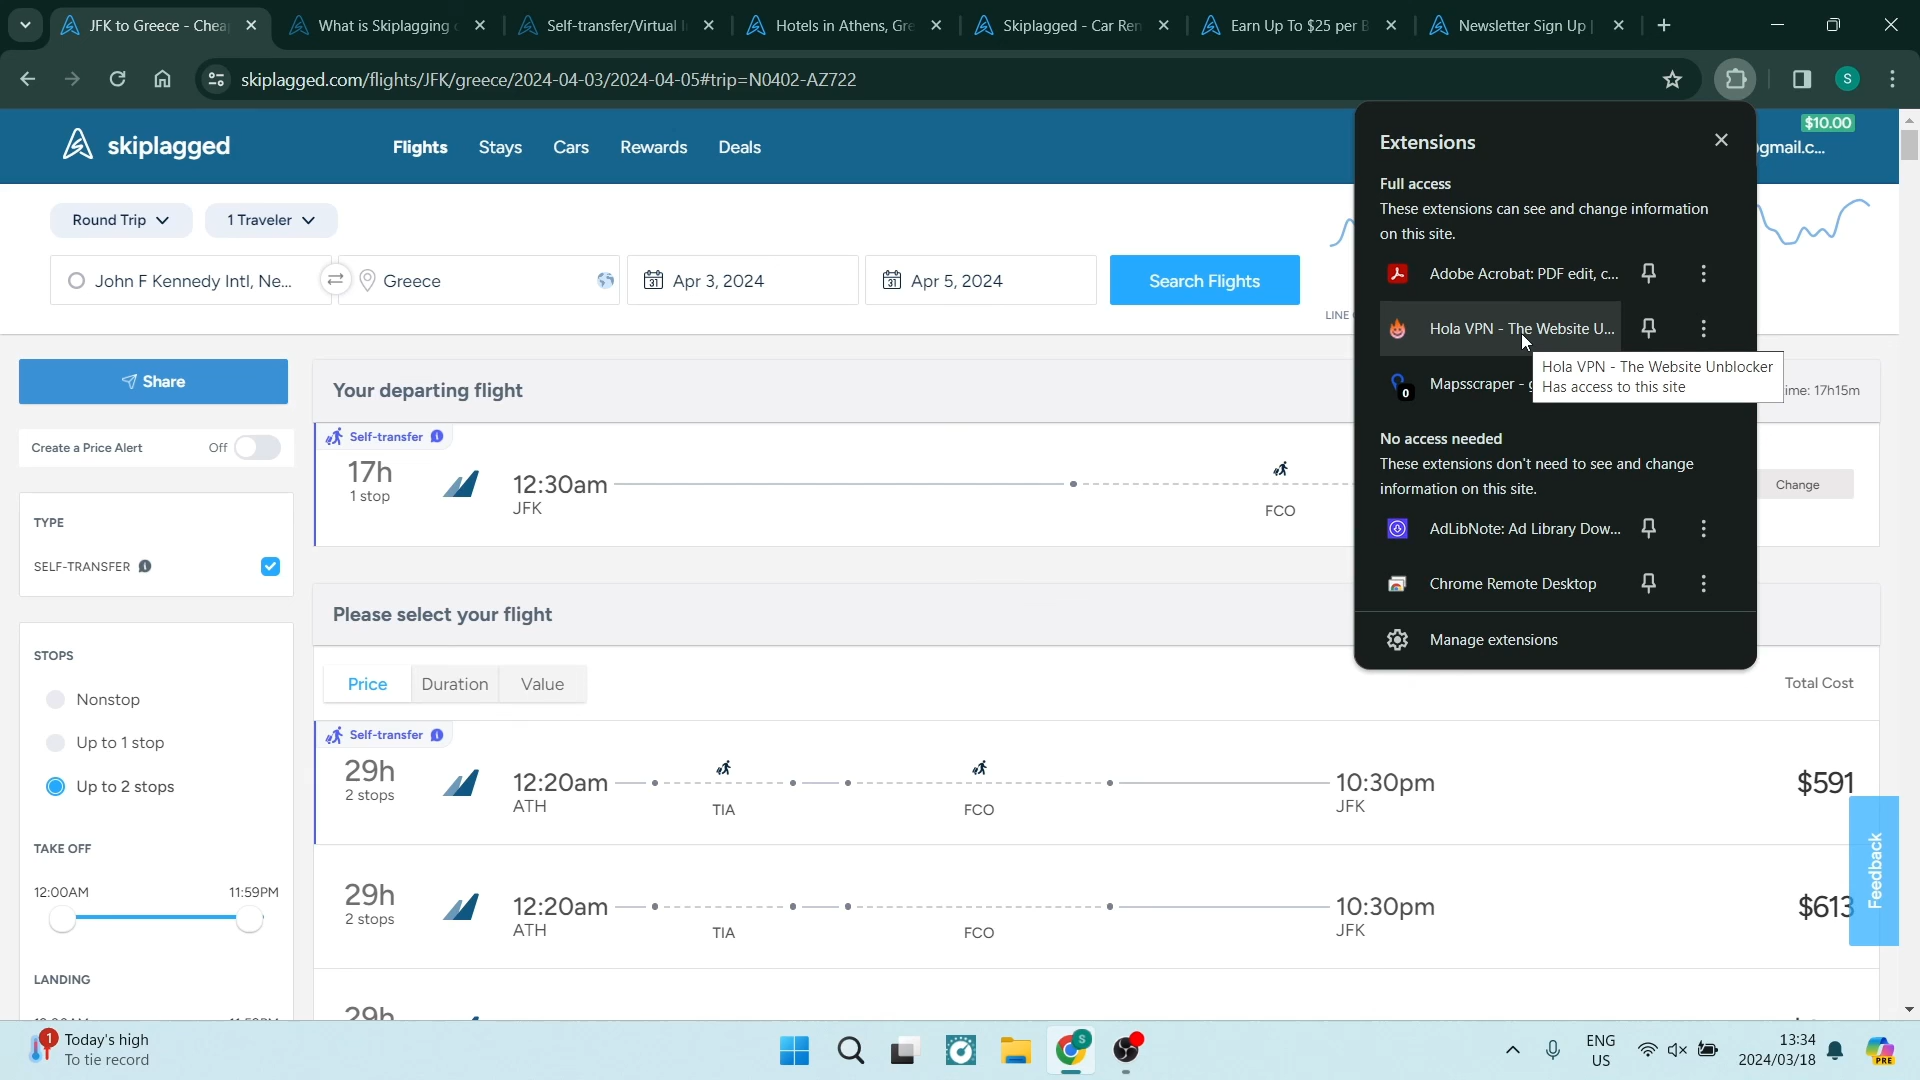 JFK to Greece - Chea
What is Skiplagging
Self-transfer/Virtual I
Hotels in Athens, Gre
Skiplagged - Car Ren
Earn Up To $25 per B
Newsletter Sign Up |
skiplagged.com/flights/JFK/greece/2024-04-03/2024-04-05#trip=N0402-AZ722
S
skiplagged
Flights
Stays
Cars
Rewards
Deals
$10.00
@gmail.c...
Round Trip
1 Traveler
John F Kennedy Intl, Ne...
Greece
31 Apr 3, 2024
31 Apr 5, 2024
Search Flights
LINE
Extensions
Full access
These extensions can see and change information
on this site.
Adobe Acrobat: PDF edit, c...
Hola VPN - The Website U...
Hola VPN - The Website Unblocker
Has access to this site
0
Mapsscraper -
No access needed
These extensions don't need to see and change
information on this site.
AdLibNote: Ad Library Dow...
Chrome Remote Desktop
Manage extensions
Share
Create a Price Alert
Off
TYPE
SELF-TRANSFER
STOPS
Nonstop
Up to 1 stop
Up to 2 stops
TAKE OFF
12:00AM
11:59PM
LANDING
Your departing flight
ime: 17h15m
Self-transfer
17h
1 stop
12:30am
JFK
FCO
Change
Please select your flight
Price
Duration
Value
Total Cost
Self-transfer
29h
2 stops
12:20am
ATH
TIA
FCO
10:30pm
JFK
$591
29h
2 stops
12:20am
ATH
TIA
FCO
10:30pm
JFK
$613
29h
Feedback
1
Today's high
To tie record
S
ENG
US
13:34
2024/03/18
PRE